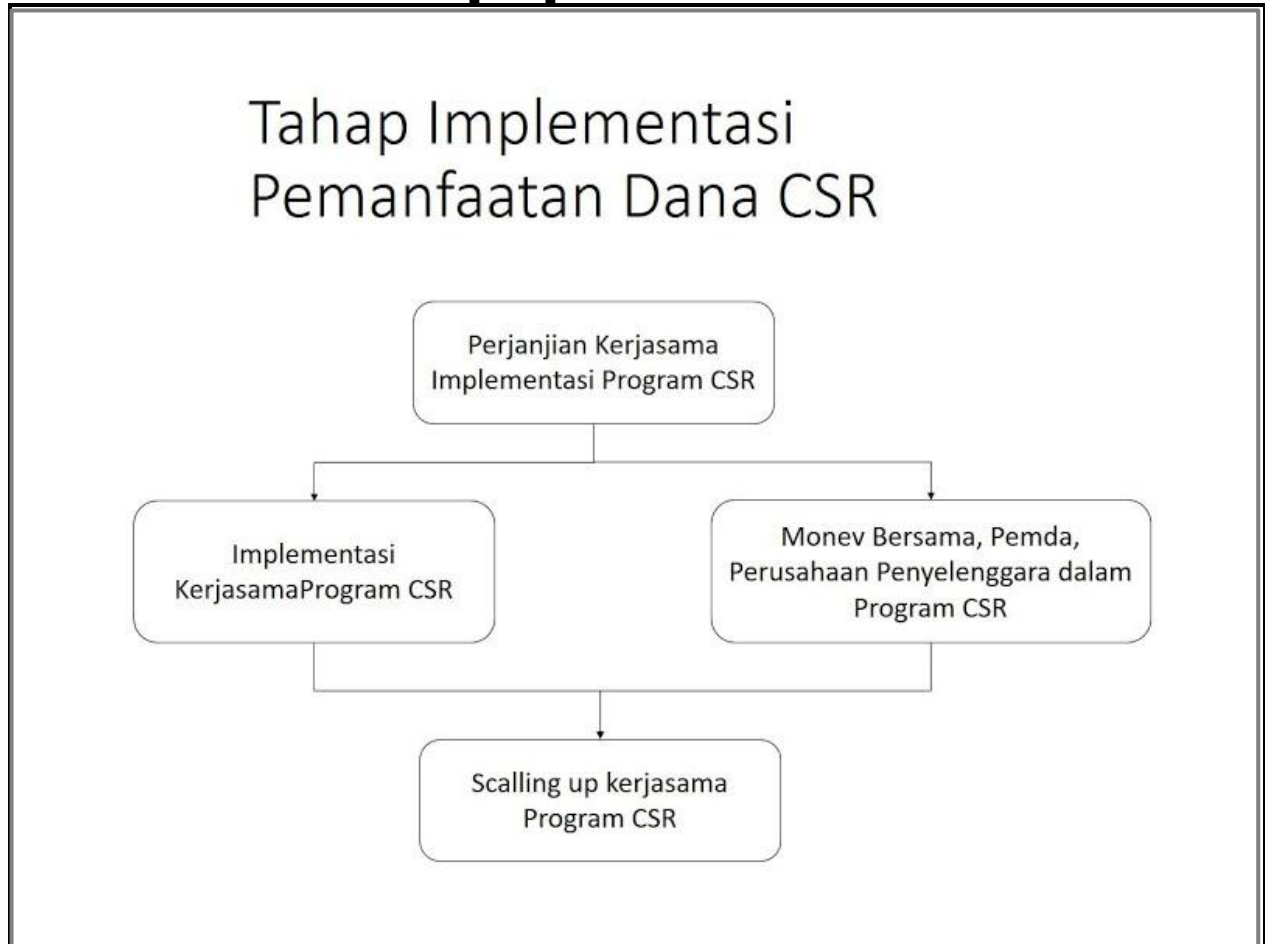 Tahap Implementasi
Pemanfaatan Dana CSR
Perjanjian Kerjasama
Implementasi Program CSR
Implementasi
KerjasamaProgram CSR
Monev Bersama, Pemda,
Perusahaan Penyelenggara dalam
Program CSR
Scalling up kerjasama
Program CSR